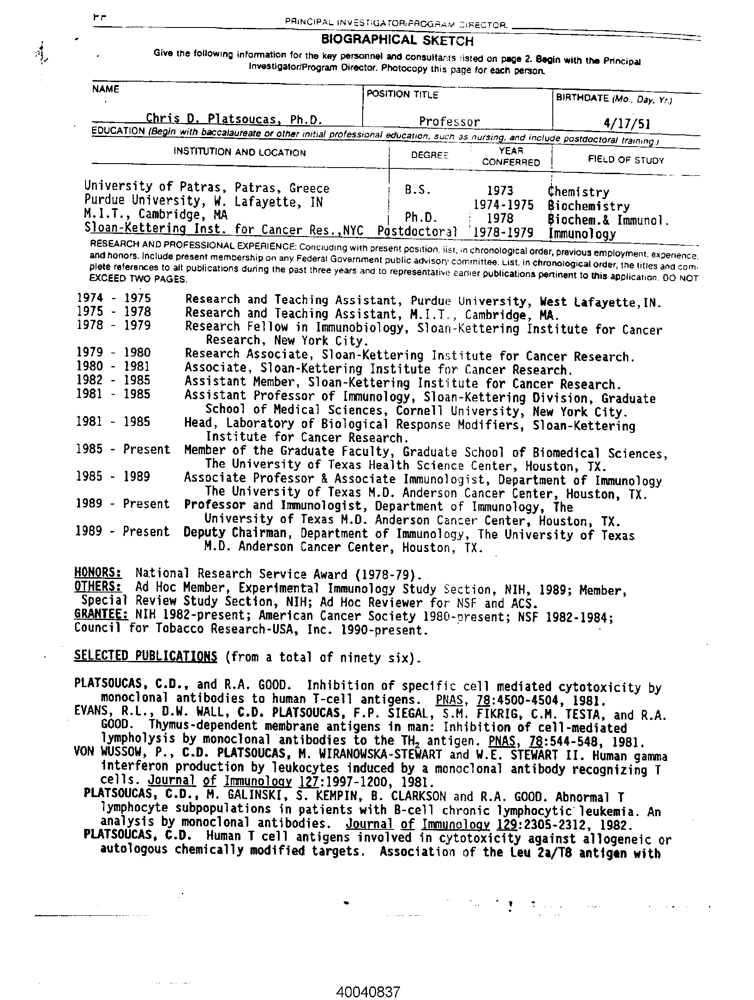 PRINCIPAL INVESTIGATOR/PROGRAM DIRECTOR
BIOGRAPHICAL SKETCH
Give the following information for the key personnel and consultants listed on page 2. Begin with the Principal
Investigator/Program Director. Photocopy this page for each person.
NAME POSITION TITLE BIRTHDATE (Mo., Day, Yr.)
Chris D. Platsoucas, Ph.D. Professor 4/17/51
EDUCATION (Begin with baccalaureate or other initial professional education, such as nursing, and include postdoctoral training.)
INSTITUTION AND LOCATION DEGREE YEAR CONFERRED FIELD OF STUDY
University of Patras, Patras, Greece B.S. 1973 Chemistry
Purdue University, W. Lafayette, IN 1974-1975 Biochemistry
M.I.T., Cambridge, MA Ph.D. 1978 Biochem.& Immunol.
Sloan-Kettering Inst. for Cancer Res.,NYC Postdoctoral 1978-1979 Immunology
RESEARCH AND PROFESSIONAL EXPERIENCE: Concluding with present position, list, in chronological order, previous employment, experience,
and honors. Include present membership on any Federal Government public advisory committee. List, in chronological order, the titles and com-
plete references to all publications during the past three years and to representative earlier publications pertinent to this application. DO NOT
EXCEED TWO PAGES.
1974 - 1975 Research and Teaching Assistant, Purdue University, West Lafayette,IN.
1975 - 1978 Research and Teaching Assistant, M.I.T., Cambridge, MA.
1978 - 1979 Research Fellow in Immunobiology, Sloan-Kettering Institute for Cancer
Research, New York City.
1979 - 1980 Research Associate, Sloan-Kettering Institute for Cancer Research.
1980 - 1981 Associate, Sloan-Kettering Institute for Cancer Research.
1982 - 1985 Assistant Member, Sloan-Kettering Institute for Cancer Research.
1981 - 1985 Assistant Professor of Immunology, Sloan-Kettering Division, Graduate
School of Medical Sciences, Cornell University, New York City.
1981 - 1985 Head, Laboratory of Biological Response Modifiers, Sloan-Kettering
Institute for Cancer Research.
1985 - Present Member of the Graduate Faculty, Graduate School of Biomedical Sciences,
The University of Texas Health Science Center, Houston, TX.
1985 - 1989 Associate Professor & Associate Immunologist, Department of Immunology
The University of Texas M.D. Anderson Cancer Center, Houston, TX.
1989 - Present Professor and Immunologist, Department of Immunology, The
University of Texas M.D. Anderson Cancer Center, Houston, TX.
1989 - Present Deputy Chairman, Department of Immunology, The University of Texas
M.D. Anderson Cancer Center, Houston, TX.
HONORS: National Research Service Award (1978-79).
OTHERS: Ad Hoc Member, Experimental Immunology Study Section, NIH, 1989; Member,
Special Review Study Section, NIH; Ad Hoc Reviewer for NSF and ACS.
GRANTEE: NIH 1982-present; American Cancer Society 1980-present; NSF 1982-1984;
Council for Tobacco Research-USA, Inc. 1990-present.
SELECTED PUBLICATIONS (from a total of ninety six).
PLATSOUCAS, C.D., and R.A. GOOD. Inhibition of specific cell mediated cytotoxicity by
monoclonal antibodies to human T-cell antigens. PNAS, 78:4500-4504, 1981.
EVANS, R.L., D.W. WALL, C.D. PLATSOUCAS, F.P. SIEGAL, S.M. FIKRIG, C.M. TESTA, and R.A.
GOOD. Thymus-dependent membrane antigens in man: Inhibition of cell-mediated
lympholysis by monoclonal antibodies to the TH2 antigen. PNAS, 78:544-548, 1981.
VON WUSSOW, P., C.D. PLATSOUCAS, M. WIRANOWSKA-STEWART and W.E. STEWART II. Human gamma
interferon production by leukocytes induced by a monoclonal antibody recognizing T
cells. Journal of Immunology 127:1997-1200, 1981.
PLATSOUCAS, C.D., M. GALINSKI, S. KEMPIN, B. CLARKSON and R.A. GOOD. Abnormal T
lymphocyte subpopulations in patients with B-cell chronic lymphocytic leukemia. An
analysis by monoclonal antibodies. Journal of Immunology 129:2305-2312, 1982.
PLATSOUCAS, C.D. Human T cell antigens involved in cytotoxicity against allogeneic or
autologous chemically modified targets. Association of the Leu 2a/T8 antigen with
40040837